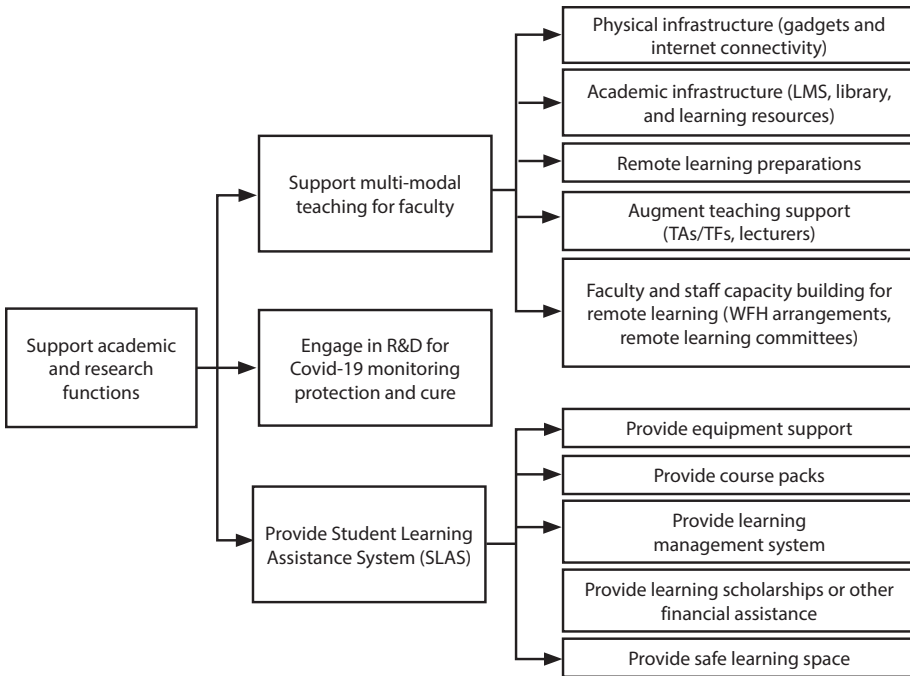 Support academic
and research
functions
Support multi-modal
teaching for faculty
Physical infrastructure (gadgets and
internet connectivity)
Academic infrastructure (LMS, library,
and learning resources)
Remote learning preparations
Augment teaching support
(TAs/TFs, lecturers)
Faculty and staff capacity building for
remote learning (WFH arrangements,
remote learning committees)
Engage in R&D for
Covid-19 monitoring
protection and cure
Provide Student Learning
Assistance System (SLAS)
Provide equipment support
Provide course packs
Provide learning
management system
Provide learning scholarships or other
financial assistance
Provide safe learning space